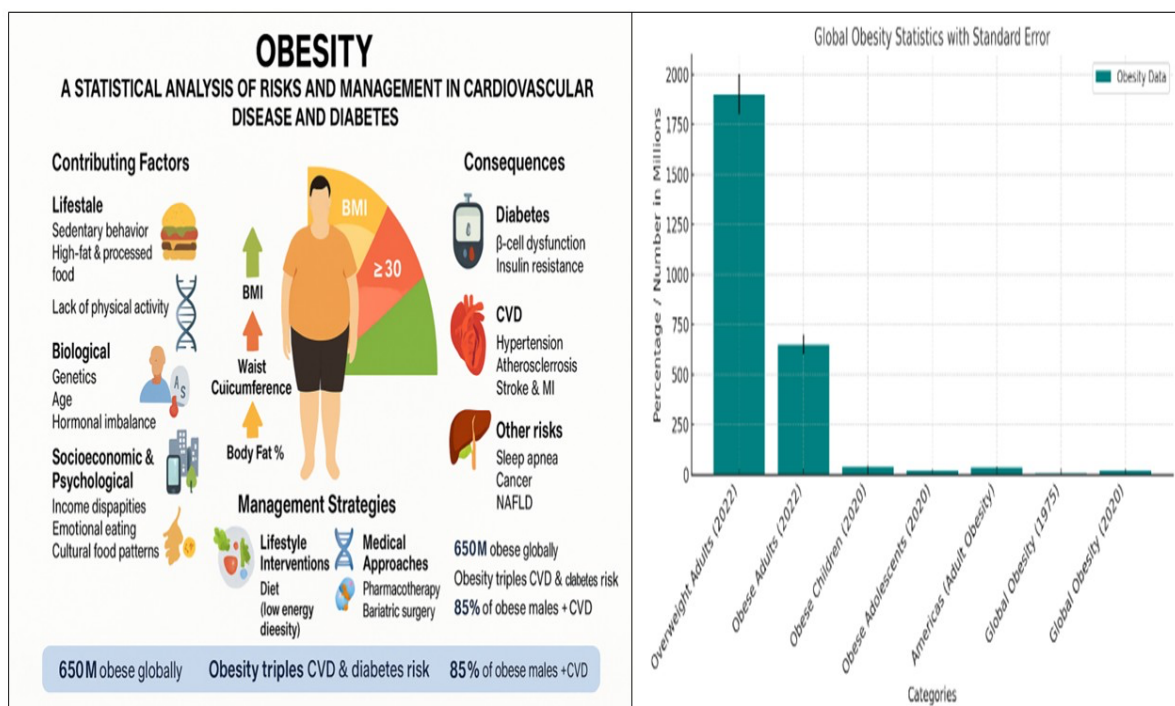 OBESITY
A STATISTICAL ANALYSIS OF RISKS AND MANAGEMENT IN CARDIOVASCULAR
DISEASE AND DIABETES
Contributing Factors
Lifestale
Sedentary behavior
High-fat & processed
food
Lack of physical activity
Biological
Genetics
Age
Hormonal imbalance
A S
Socioeconomic &
Psychological
Income dispapities
Emotional eating
Cultural food patterns
BMI
Waist
Cuicumference
Body Fat %
BMI
≥ 30
Consequences
Diabetes
β-cell dysfunction
Insulin resistance
CVD
Hypertension
Atherosclerrosis
Stroke & MI
Other risks
Sleep apnea
Cancer
NAFLD
Management Strategies
Lifestyle
Interventions
Diet
(low energy
dieesity)
Medical
Approaches
Pharmacotherapy
Bariatric surgery
650M obese globally
Obesity triples CVD & diabetes risk
85% of obese males +CVD
650M obese globally
Obesity triples CVD & diabetes risk
85% of obese males +CVD
Global Obesity Statistics with Standard Error
Obesity Data
Percentage / Number in Millions
2000
1750
1500
1250
1000
750
500
250
0
Overweight Adults (2022)
Obese Adults (2022)
Obese Children (2020)
Obese Adolescents (2020)
Americas (Adult Obesity)
Global Obesity (1975)
Global Obesity (2020)
Categories